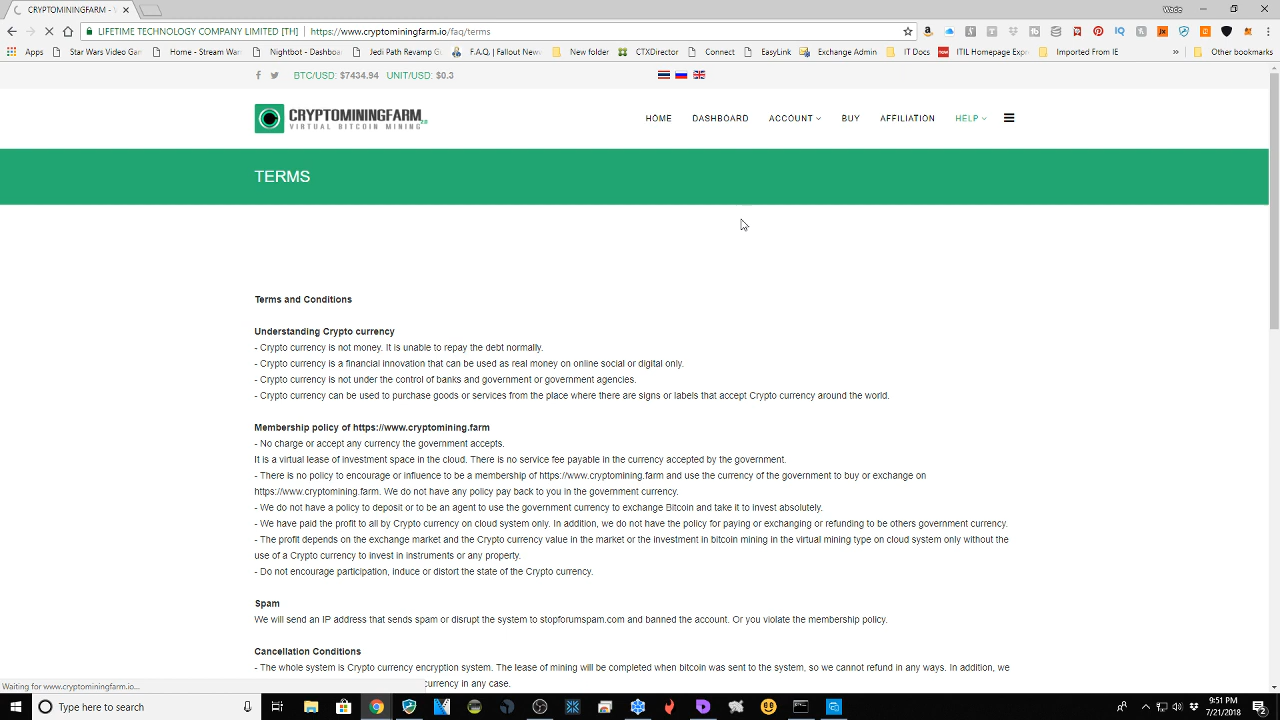 CRYPTOMININGFARM - V
Wade
LIFETIME TECHNOLOGY COMPANY LIMITED [TH] https://www.cryptominingfarm.io/faq/terms
Apps Star Wars Video Gam Home - Stream War Nightbot - Dashboa Jedi Path Revamp G F.A.Q. | Fallout New New folder CTXDirector Connect EasyLink Exchange Admin IT Docs ITIL Homepage Exp Imported From IE » Other bookmarks
BTC/USD: $7434.94 UNIT/USD: $0.3
CRYPTOMININGFARM
VIRTUAL BITCOIN MINING
HOME DASHBOARD ACCOUNT BUY AFFILIATION HELP
TERMS
Terms and Conditions
Understanding Crypto currency
- Crypto currency is not money. It is unable to repay the debt normally.
- Crypto currency is a financial innovation that can be used as real money on online social or digital only.
- Crypto currency is not under the control of banks and government or government agencies.
- Crypto currency can be used to purchase goods or services from the place where there are signs or labels that accept Crypto currency around the world.
Membership policy of https://www.cryptomining.farm
- No charge or accept any currency the government accepts.
It is a virtual lease of investment space in the cloud. There is no service fee payable in the currency accepted by the government.
- There is no policy to encourage or influence to be a membership of https://www.cryptomining.farm and use the currency of the government to buy or exchange on
https://www.cryptomining.farm. We do not have any policy pay back to you in the government currency.
- We do not have a policy to deposit or to be an agent to use the government currency to exchange Bitcoin and take it to invest absolutely.
- We have paid the profit to all by Crypto currency on cloud system only. In addition, we do not have the policy for paying or exchanging or refunding to be others government currency.
- The profit depends on the exchange market and the Crypto currency value in the market or the investment in bitcoin mining in the virtual mining type on cloud system only without the
use of a Crypto currency to invest in instruments or any property.
- Do not encourage participation, induce or distort the state of the Crypto currency.
Spam
We will send an IP address that sends spam or disrupt the system to stopforumspam.com and banned the account. Or you violate the membership policy.
Cancellation Conditions
- The whole system is Crypto currency encryption system. The lease of mining will be completed when bitcoin was sent to the system, so we cannot refund in any ways. In addition, we
currency in any case.
Waiting for www.cryptominingfarm.io...
Type here to search
9:51 PM
7/21/2018
2